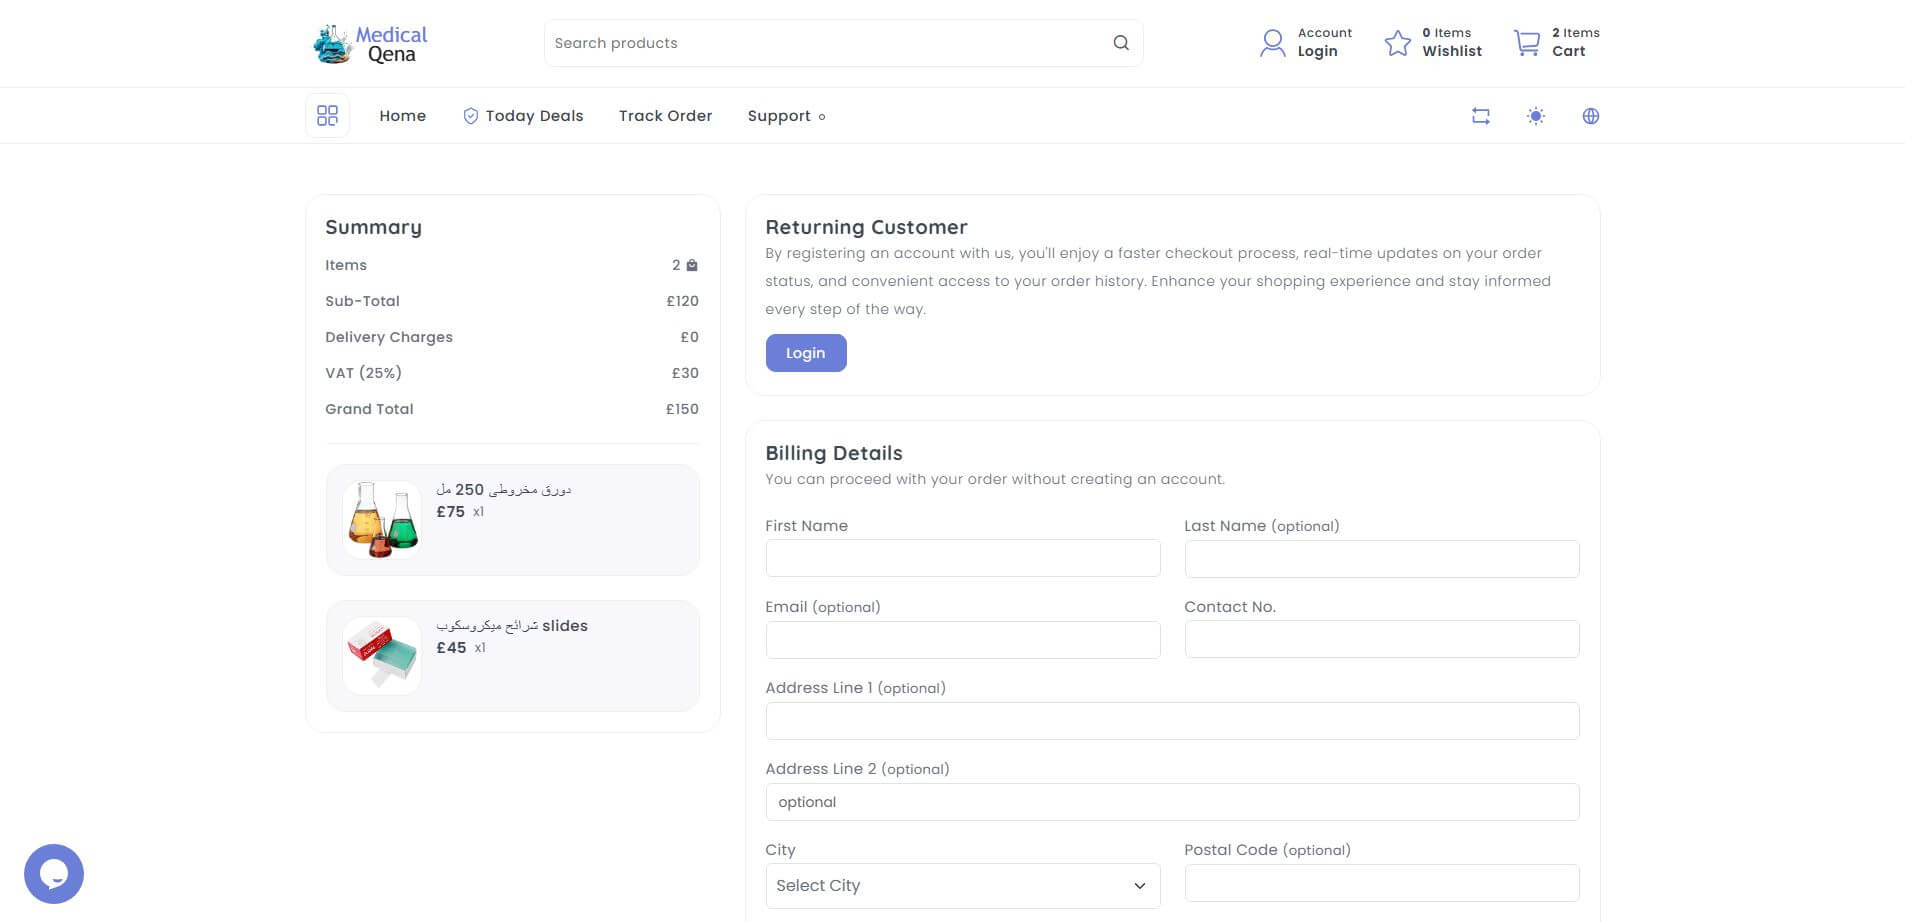 Medical
Qena
Search products
Account
Login
0 Items
Wishlist
2 Items
Cart
Home
Today Deals
Track Order
Support
Summary
Items 2
Sub-Total £120
Delivery Charges £0
VAT (25%) £30
Grand Total £150
دورق مخروطى 250 مل
£75 x1
شرائح ميكروسكوب slides
£45 x1
Returning Customer
By registering an account with us, you'll enjoy a faster checkout process, real-time updates on your order
status, and convenient access to your order history. Enhance your shopping experience and stay informed
every step of the way.
Login
Billing Details
You can proceed with your order without creating an account.
First Name
Last Name (optional)
Email (optional)
Contact No.
Address Line 1 (optional)
Address Line 2 (optional)
optional
City
Postal Code (optional)
Select City